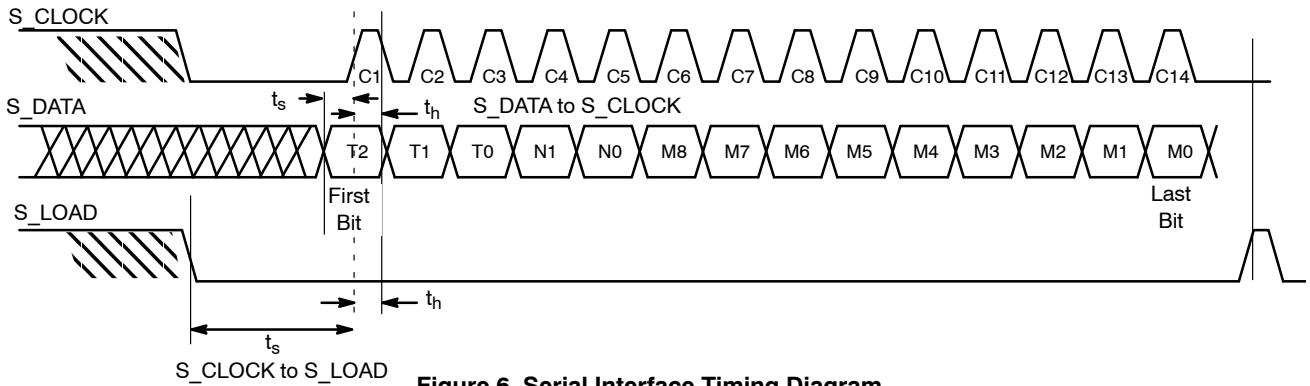 S_CLOCK
C1 C2 C3 C4 C5 C6 C7 C8 C9 C10 C11 C12 C13 C14
ts
S_DATA
th
S_DATA to S_CLOCK
T2 T1 T0 N1 N0 M8 M7 M6 M5 M4 M3 M2 M1 M0
First
Bit
Last
Bit
S_LOAD
th
ts
S_CLOCK to S_LOAD
Figure 6. Serial Interface Timing Diagram